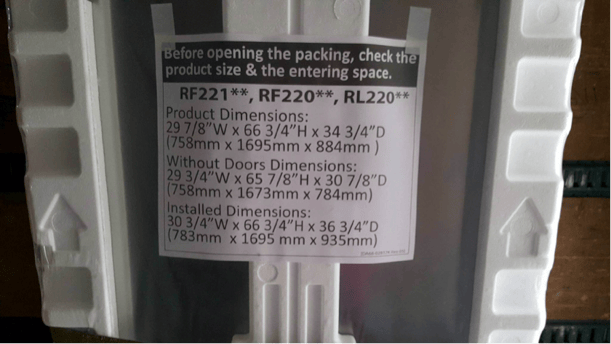 Before opening the packing, check the
product size & the entering space.
RF221**, RF220**, RL220**
Product Dimensions:
29 7/8”W x 66 3/4”H x 34 3/4”D
(758mm x 1695mm x 884mm )
Without Doors Dimensions:
29 3/4”W x 65 7/8”H x 30 7/8”D
(758mm x 1673mm x 784mm)
Installed Dimensions:
30 3/4”W x 66 3/4”H x 36 3/4”D
(783mm x 1695 mm x 935mm)